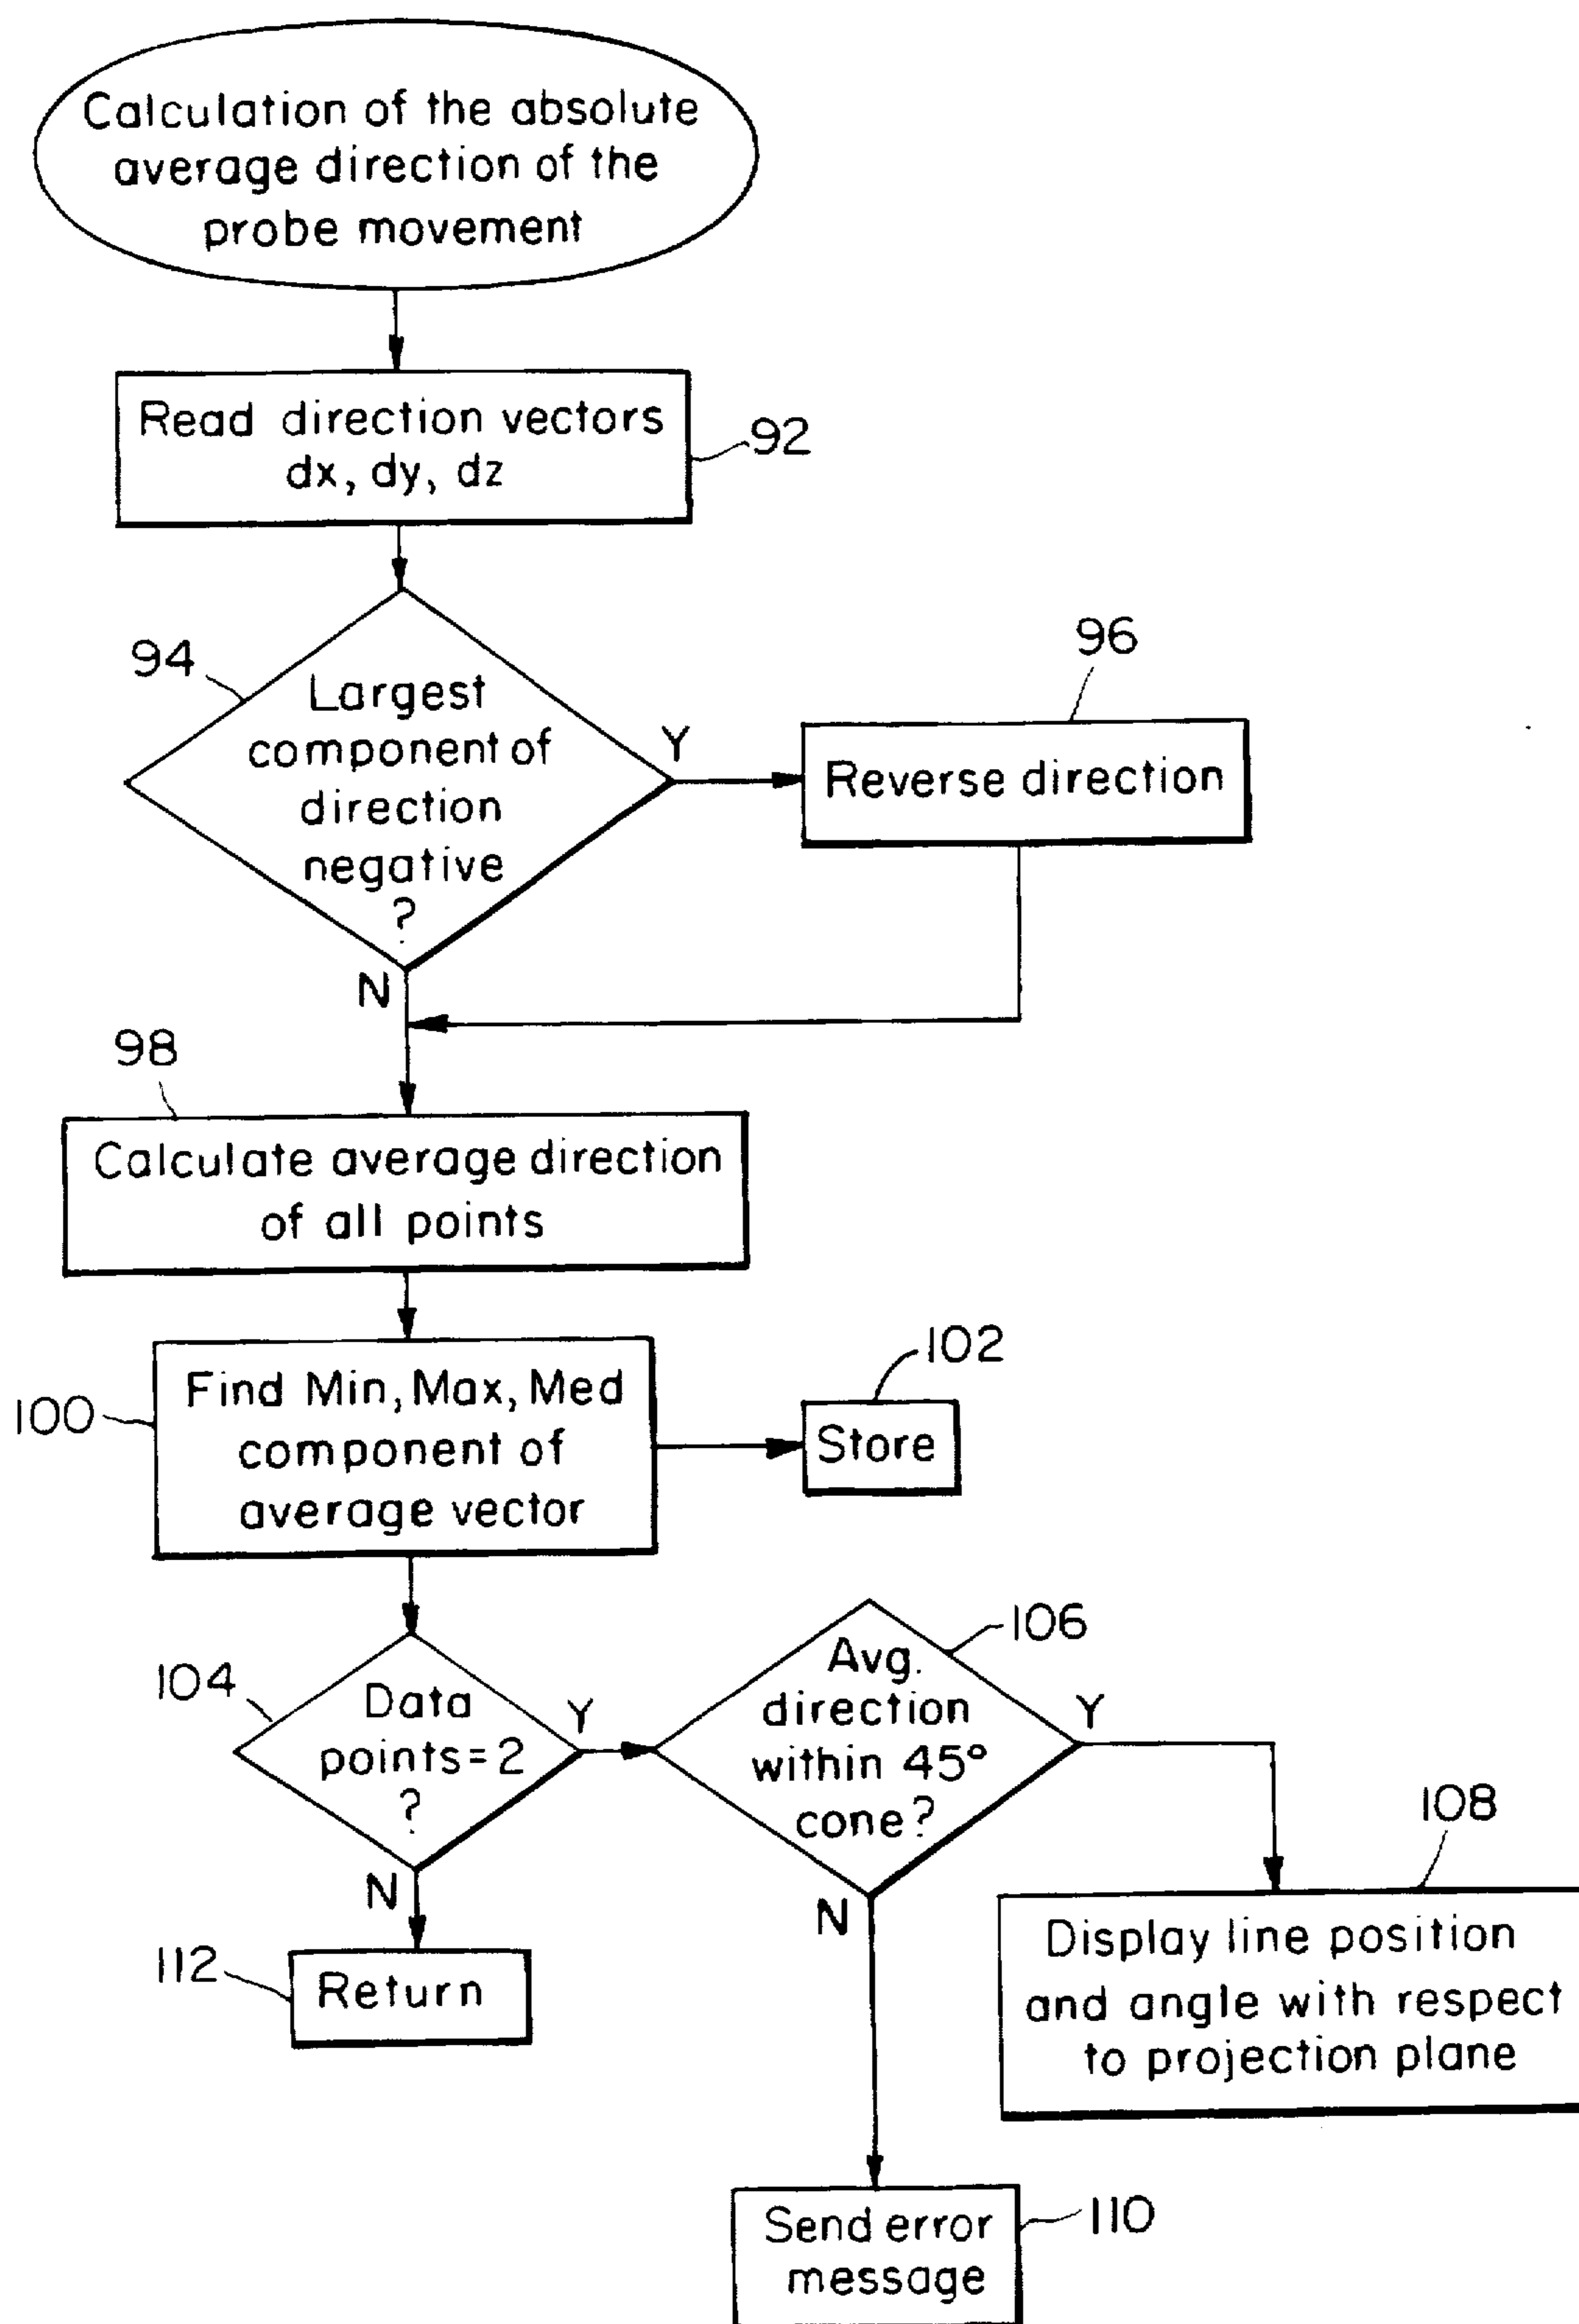 Calculation of the absolute
average direction of the
probe movement
Read direction vectors
dx, dy, dz
92
94
Largest
component of
direction
negative
?
Y
96
Reverse direction
N
98
Calculate average direction
of all points
100
Find Min, Max, Med
component of
average vector
102
Store
104
Data
points=2
?
Y
106
Avg.
direction
within 45°
cone?
Y
108
Display line position
and angle with respect
to projection plane
N
112
Return
N
Send error
message
110